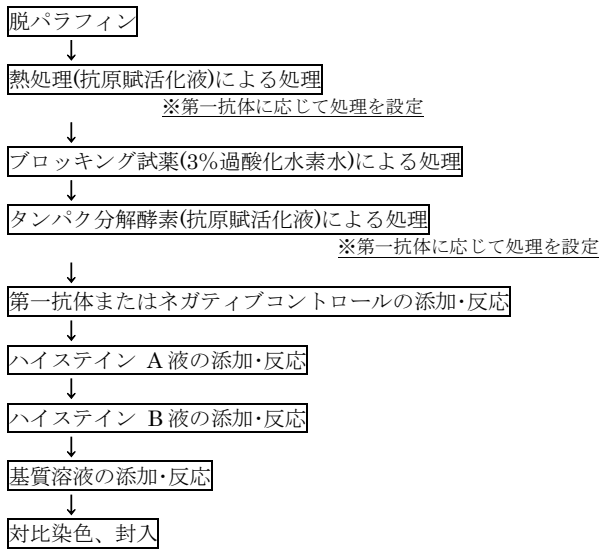 脱パラフィン
↓
熱処理(抗原賦活化液)による処理
※第一抗体に応じて処理を設定
↓
ブロッキング試薬(3%過酸化水素水)による処理
↓
タンパク分解酵素(抗原賦活化液)による処理
※第一抗体に応じて処理を設定
↓
第一抗体またはネガティブコントロールの添加･反応
↓
ハイステイン A液の添加･反応
↓
ハイステイン B液の添加･反応
↓
基質溶液の添加･反応
↓
対比染色、封入